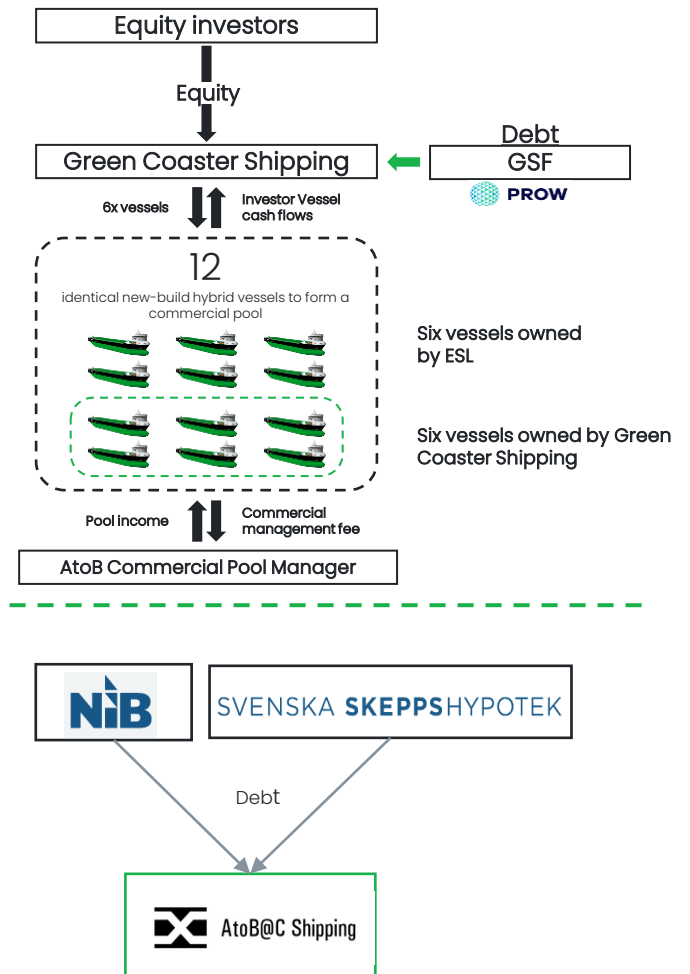 Equity investors
Equity
Green Coaster Shipping
Debt
GSF
PROW
6x vessels
Investor Vessel
cash flows
12
identical new-build hybrid vessels to form a
commercial pool
Six vessels owned
by ESL
Six vessels owned by Green
Coaster Shipping
Pool income
Commercial
management fee
AtoB Commercial Pool Manager
NIB
SVENSKA SKEPPSHYPOTEK
Debt
AtoB@C Shipping